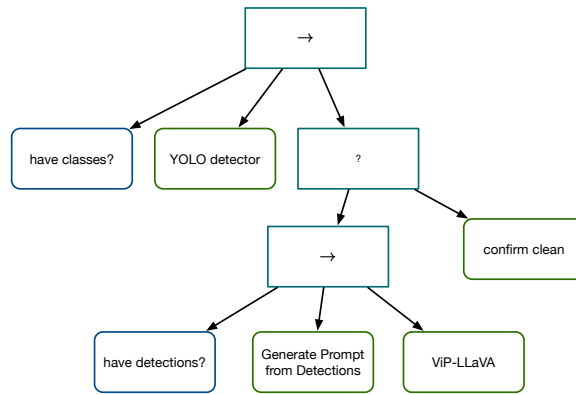 →
have classes?
YOLO detector
?
confirm clean
→
have detections?
Generate Prompt
from Detections
ViP-LLaVA